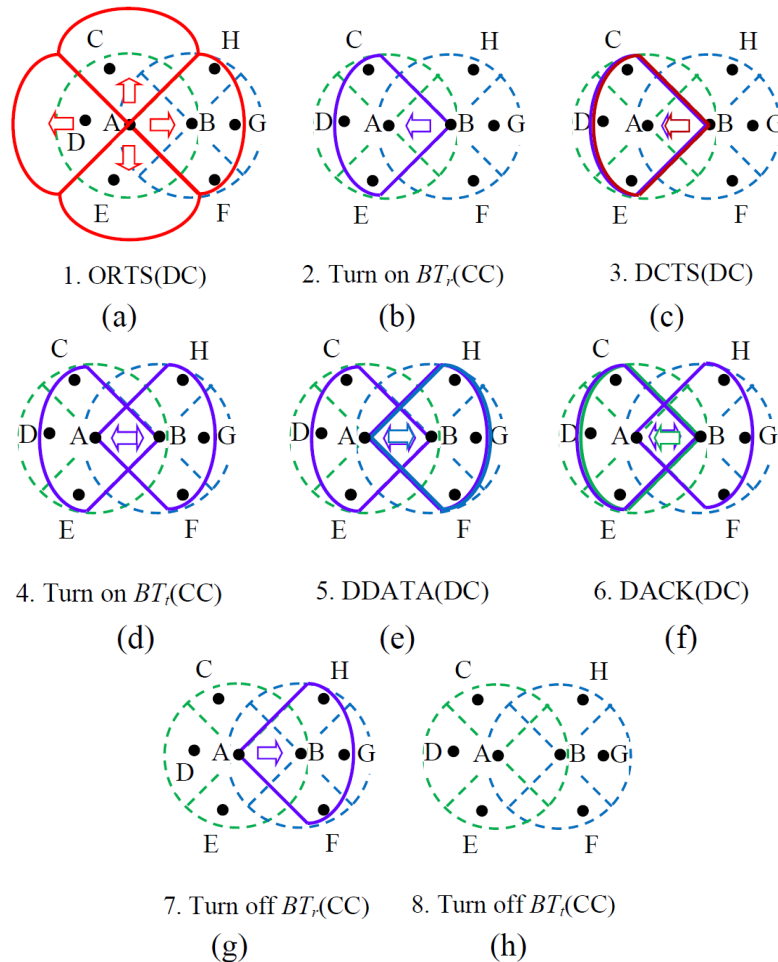 C H
A B G
D
E F
1. ORTS(DC)
(a)
C H
D A B G
E F
2. Turn on BTr(CC)
(b)
C H
D A B G
E F
3. DCTS(DC)
(c)
C H
D A B G
E F
4. Turn on BTt(CC)
(d)
C H
D A B G
E F
5. DDATA(DC)
(e)
C H
D A B G
E F
6. DACK(DC)
(f)
C H
A B G
D
E F
7. Turn off BTr(CC)
(g)
C H
D A B G
E F
8. Turn off BTt(CC)
(h)